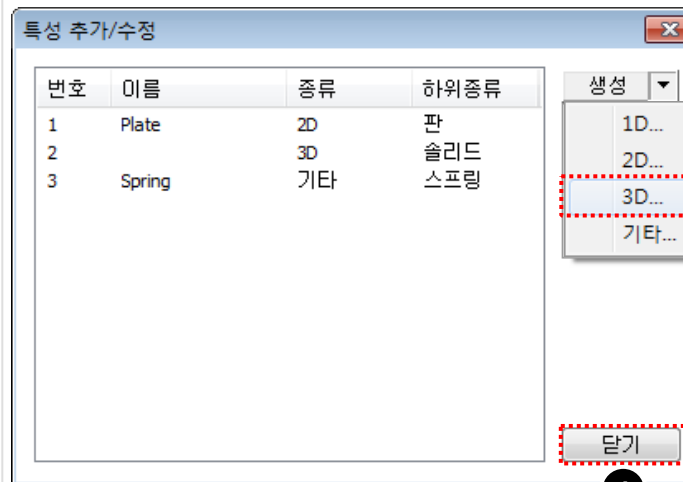 특성 추가/수정
번호 이름 종류 하위종류
1 Plate 2D 판
2 3D 솔리드
3 Spring 기타 스프링
생성
1D...
2D...
3D...
기타...
닫기